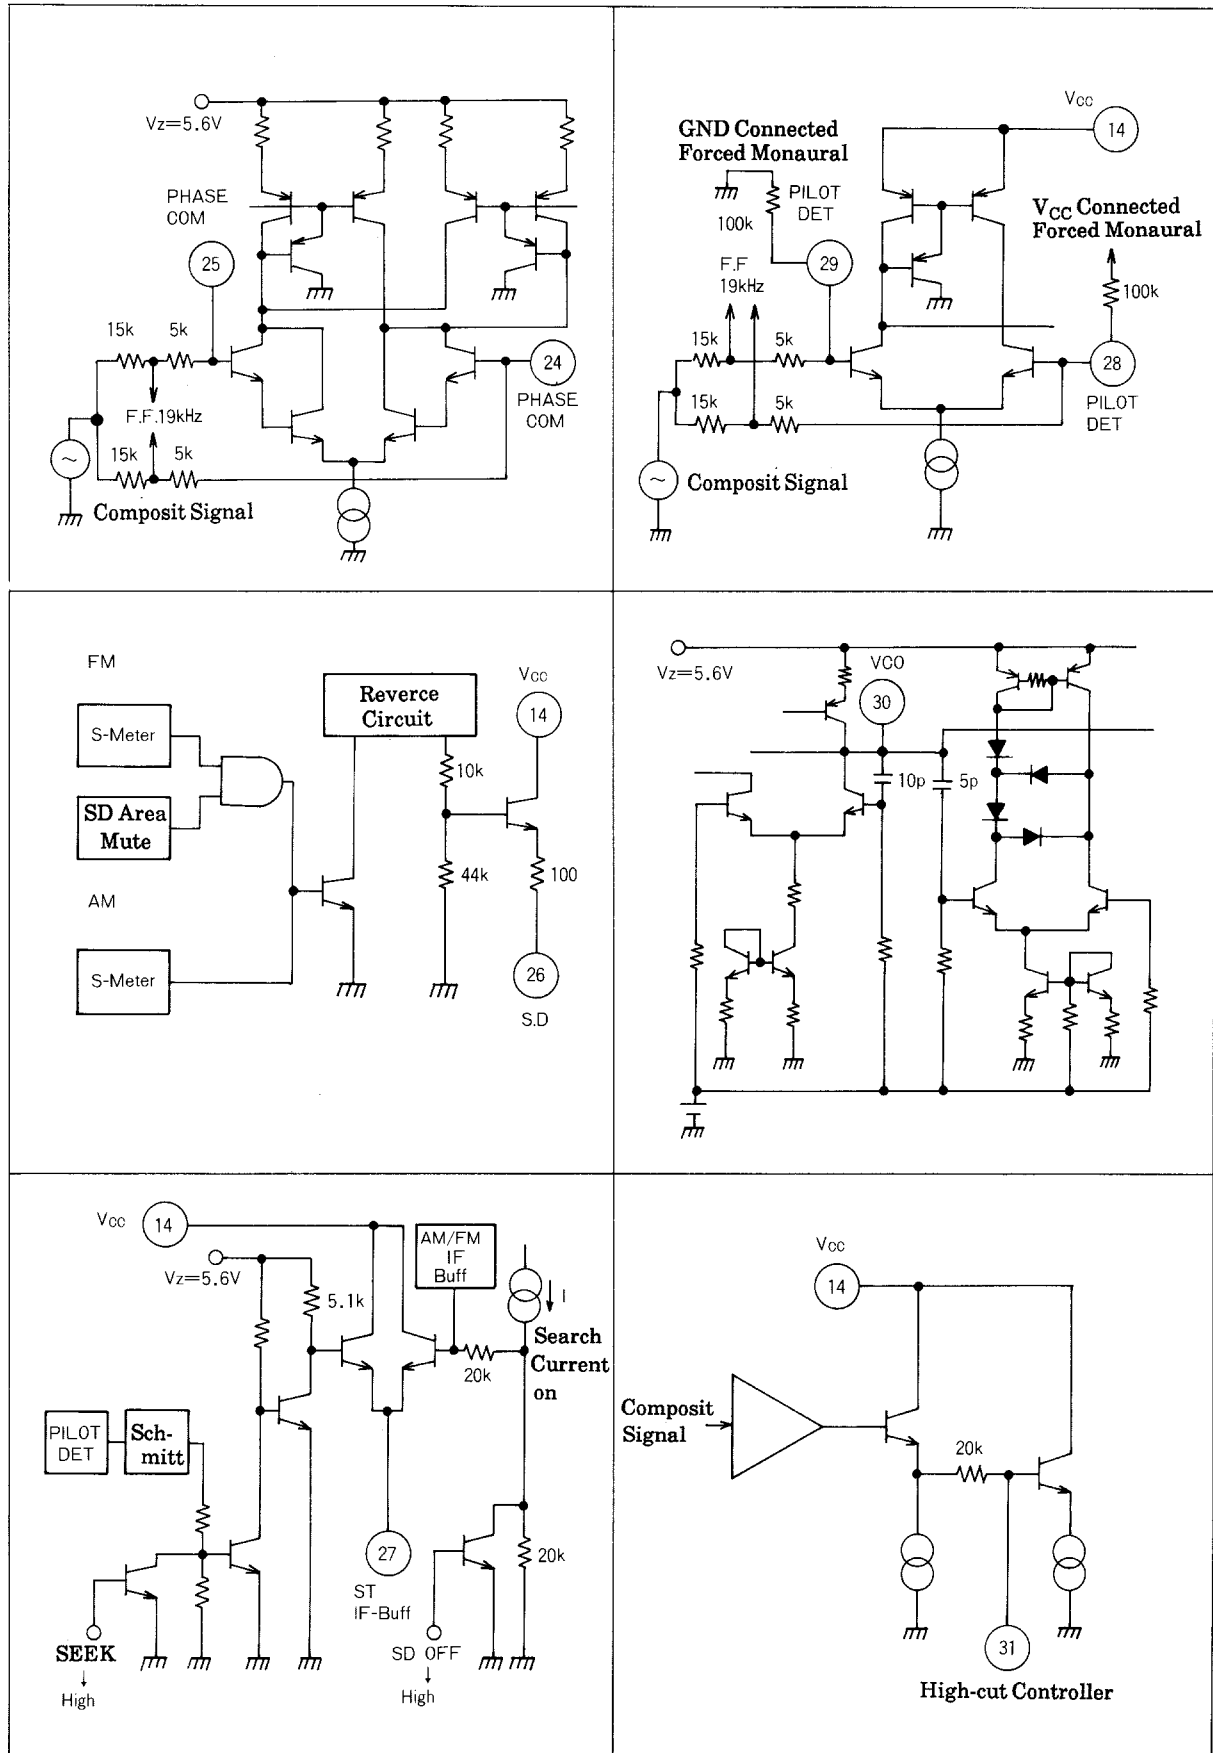 Vz=5.6V
PHASE
COM
25
15k
5k
F.F.19kHz
24
PHASE
COM
15k
5k
~
Composit Signal
Vcc
14
GND Connected
Forced Monaural
PILOT
DET
100k
VCC Connected
Forced Monaural
F.F
19kHz
29
100k
15k
5k
28
PILOT
DET
15k
5k
~
Composit Signal
FM
S-Meter
SD Area
Mute
AM
S-Meter
Reverce
Circuit
Vcc
14
10k
44k
100
26
S.D
Vz=5.6V
VCO
30
10p
5p
Vcc
14
Vz=5.6V
5.1k
AM/FM
IF
Buff
I
Search
Current
on
20k
PILOT
DET
Sch-
mitt
27
ST
IF-Buff
20k
SEEK
↓
High
SD OFF
↓
High
Vcc
14
Composit
Signal
20k
31
High-cut Controller